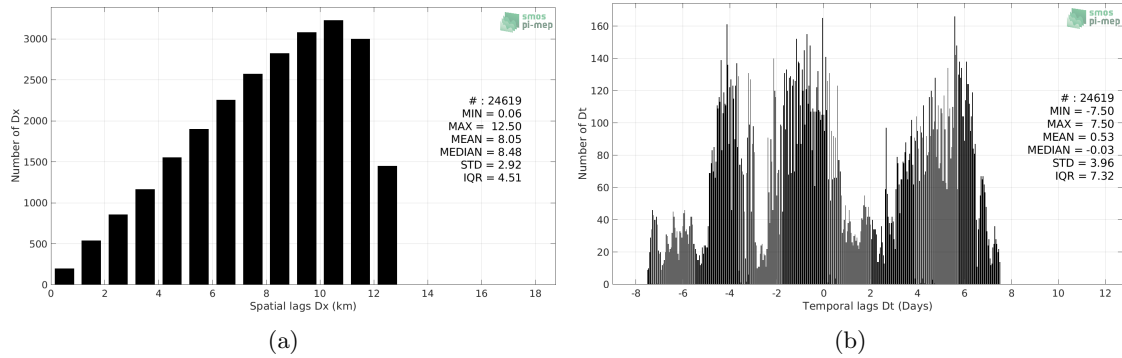 smos
pi-mep
3000
2500
2000
1500
1000
500
0
Number of Dx
# : 24619
MIN = 0.06
MAX = 12.50
MEAN = 8.05
MEDIAN = 8.48
STD = 2.92
IQR = 4.51
0 2 4 6 8 10 12 14 16 18
Spatial lags Dx (km)
(a)
smos
pi-mep
160
140
120
100
80
60
40
20
0
Number of Dt
# : 24619
MIN = -7.50
MAX = 7.50
MEAN = 0.53
MEDIAN = -0.03
STD = 3.96
IQR = 7.32
-8 -6 -4 -2 0 2 4 6 8 10 12
Temporal lags Dt (Days)
(b)